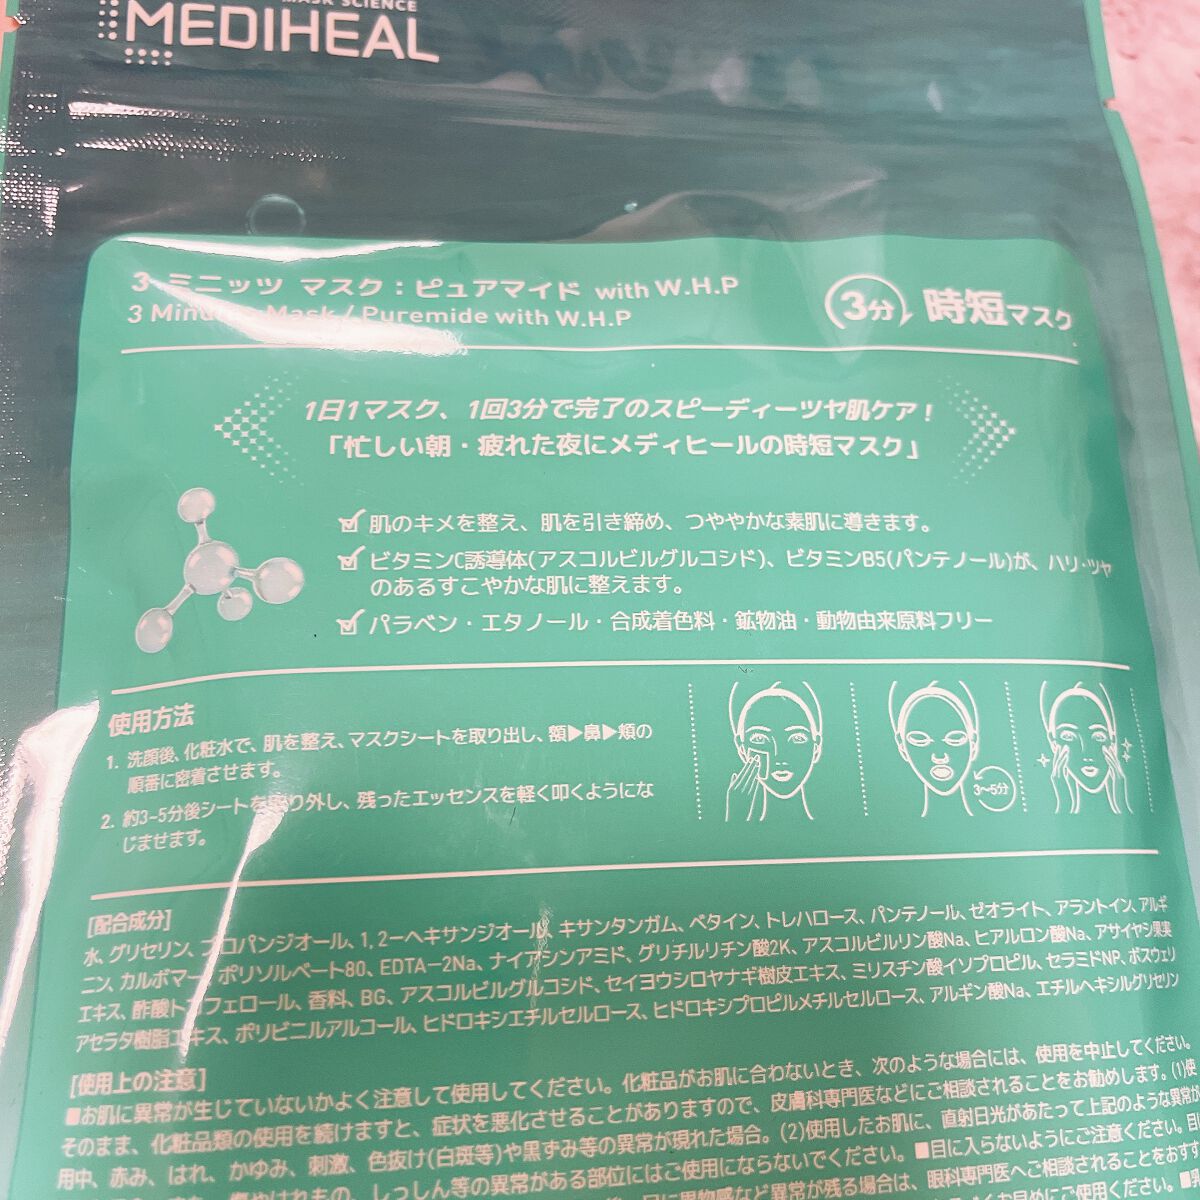 MASK SCIENCE
MEDIHEAL
3 ミニッツ マスク：ピュアマイド with W.H.P
3 Minutes Mask / Puremide with W.H.P
3分 時短マスク
1日1マスク、1回3分で完了のスピーディーツヤ肌ケア！
「忙しい朝・疲れた夜にメディヒールの時短マスク」
肌のキメを整え、肌を引き締め、つややかな素肌に導きます。
ビタミンC誘導体(アスコルビルグルコシド)、ビタミンB5(パンテノール)が、ハリ・ツヤ
のあるすこやかな肌に整えます。
パラベン・エタノール・合成着色料・鉱物油・動物由来原料フリー
使用方法
1. 洗顔後、化粧水で、肌を整え、マスクシートを取り出し、額▶鼻▶頬の
順番に密着させます。
2. 約3~5分後シートを取り外し、残ったエッセンスを軽く叩くようにな
じませます。
3~5分
[配合成分]
水、グリセリン、プロパンジオール、1,2-ヘキサンジオール、キサンタンガム、ベタイン、トレハロース、パンテノール、ゼオライト、アラントイン、アルギ
ニン、カルボマー、ポリソルベート80、EDTA-2Na、ナイアシンアミド、グリチルリチン酸2K、アスコルビルリン酸Na、ヒアルロン酸Na、アサイヤシ果実
エキス、酢酸トコフェロール、香料、BG、アスコルビルグルコシド、セイヨウシロヤナギ樹皮エキス、ミリスチン酸イソプロピル、セラミドNP、ボスウェリ
アセラタ樹脂エキス、ポリビニルアルコール、ヒドロキシエチルセルロース、ヒドロキシプロピルメチルセルロース、アルギン酸Na、エチルヘキシルグリセリン
[使用上の注意]
■お肌に異常が生じていないかよく注意して使用してください。化粧品がお肌に合わないとき、次のような場合には、使用を中止してください。
そのまま、化粧品類の使用を続けますと、症状を悪化させることがありますので、皮膚科専門医などにご相談されることをお勧めします。(1)使
用中、赤み、はれ、かゆみ、刺激、色抜け(白斑等)や黒ずみ等の異常が現れた場合。(2)使用したお肌に、直射日光があたって上記のような異常が
しっしん等の異常がある部位にはご使用にならないでください。■目に入らないようにご注意ください。
異物感など異常が残る場合は、眼科専門医へご相談されることをおすす